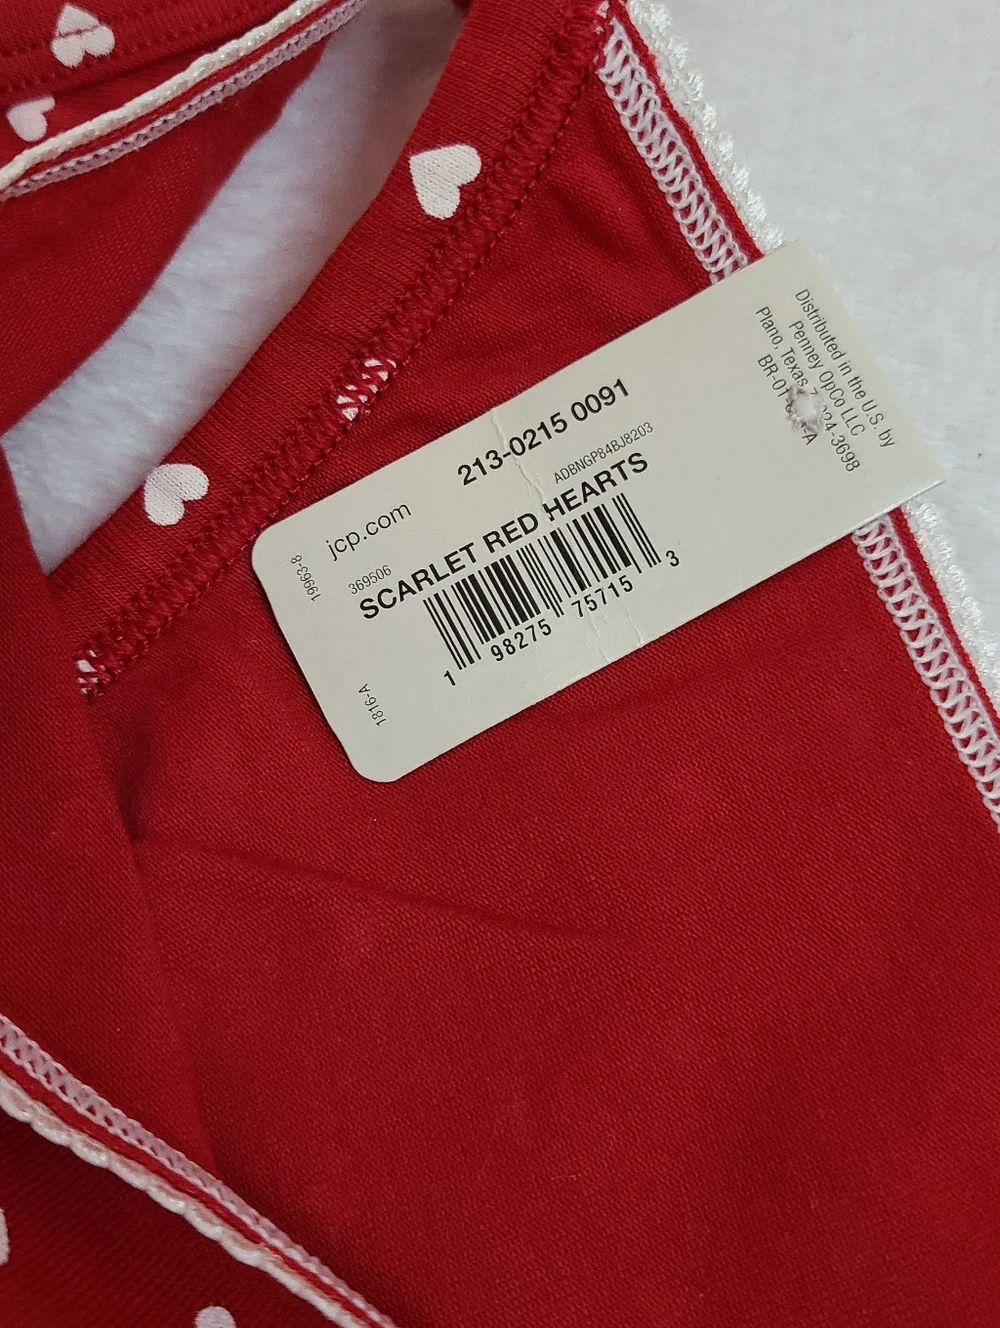 213-0215 0091
ADBNGP84BJ8203
jcp.com
369506
SCARLET RED HEARTS
1 98275 75715 3
19963-8
1816-A
Distributed in the U.S. by
Penney OpCo LLC
Plano, Texas